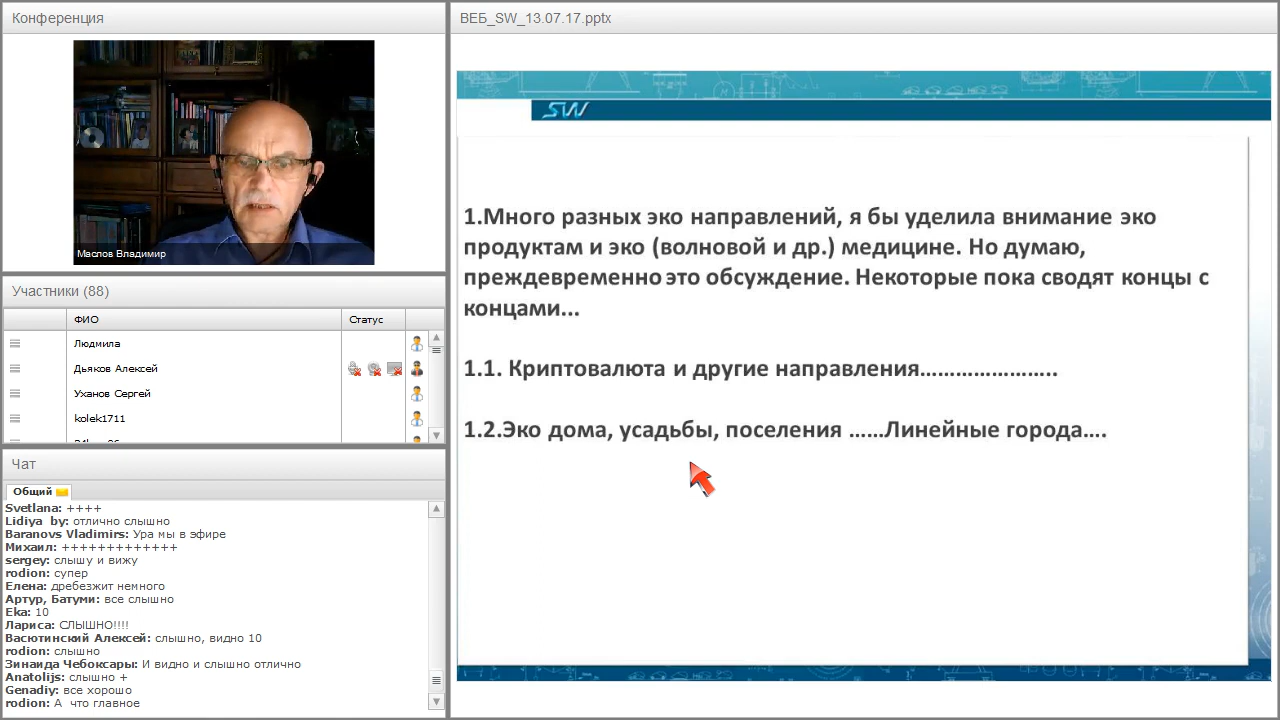 Конференция
Маслов Владимир
Участники (88)
ФИО Статус
Людмила
Дьяков Алексей
Уханов Сергей
kolek1711
Чат
Общий
Svetlana: ++++
Lidiya by: отлично слышно
Baranovs Vladimirs: Ура мы в эфире
Михаил: +++++++++++++
sergey: слышу и вижу
rodion: супер
Елена: дребезжит немного
Артур, Батуми: все слышно
Eka: 10
Лариса: СЛЫШНО!!!!
Васютинский Алексей: слышно, видно 10
rodion: слышно
Зинаида Чебоксары: И видно и слышно отлично
Anatolijs: слышно +
Genadiy: все хорошо
rodion: А что главное
ВЕБ_SW_13.07.17.pptx
SW
1.Много разных эко направлений, я бы уделила внимание эко
продуктам и эко (волновой и др.) медицине. Но думаю,
преждевременно это обсуждение. Некоторые пока сводят концы с
концами...
1.1. Криптовалюта и другие направления…………………..
1.2.Эко дома, усадьбы, поселения ……Линейные города….